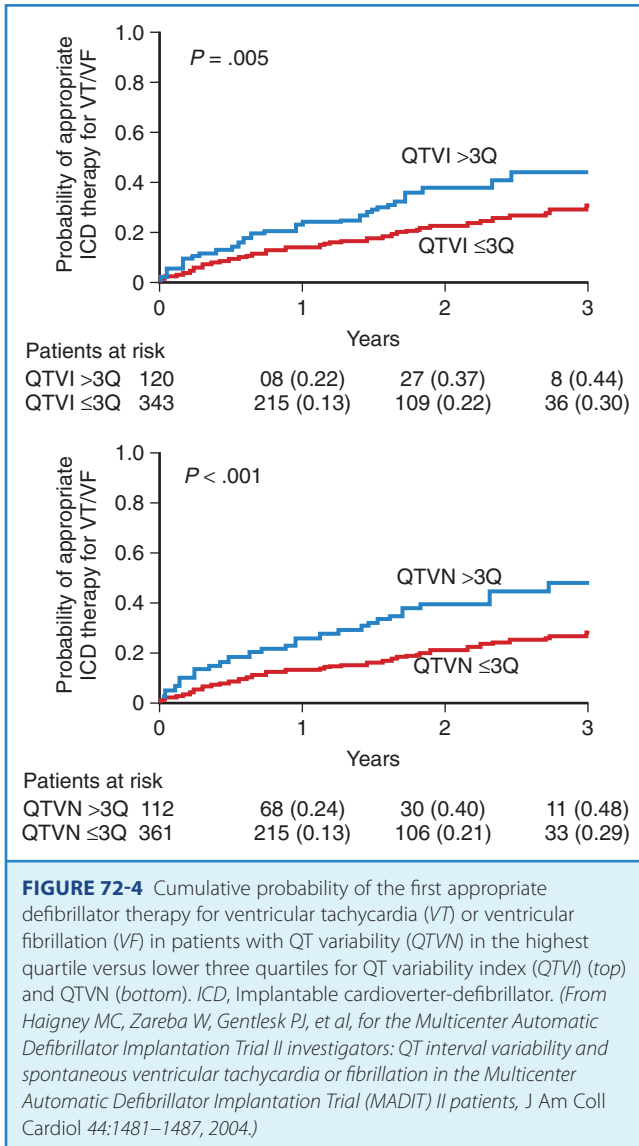 Probability of appropriate
ICD therapy for VT/VF
1.0
0.8
0.6
0.4
0.2
0
P = .005
QTVI >3Q
QTVI ≤3Q
0 1 2 3
Years
Patients at risk
QTVI >3Q 120 08 (0.22) 27 (0.37) 8 (0.44)
QTVI ≤3Q 343 215 (0.13) 109 (0.22) 36 (0.30)
Probability of appropriate
ICD therapy for VT/VF
1.0
0.8
0.6
0.4
0.2
0
P < .001
QTVN >3Q
QTVN ≤3Q
0 1 2 3
Years
Patients at risk
QTVN >3Q 112 68 (0.24) 30 (0.40) 11 (0.48)
QTVN ≤3Q 361 215 (0.13) 106 (0.21) 33 (0.29)
FIGURE 72-4 Cumulative probability of the first appropriate
defibrillator therapy for ventricular tachycardia (VT) or ventricular
fibrillation (VF) in patients with QT variability (QTVN) in the highest
quartile versus lower three quartiles for QT variability index (QTVI) (top)
and QTVN (bottom). ICD, Implantable cardioverter-defibrillator. (From
Haigney MC, Zareba W, Gentlesk PJ, et al, for the Multicenter Automatic
Defibrillator Implantation Trial II investigators: QT interval variability and
spontaneous ventricular tachycardia or fibrillation in the Multicenter
Automatic Defibrillator Implantation Trial (MADIT) II patients, J Am Coll
Cardiol 44:1481–1487, 2004.)